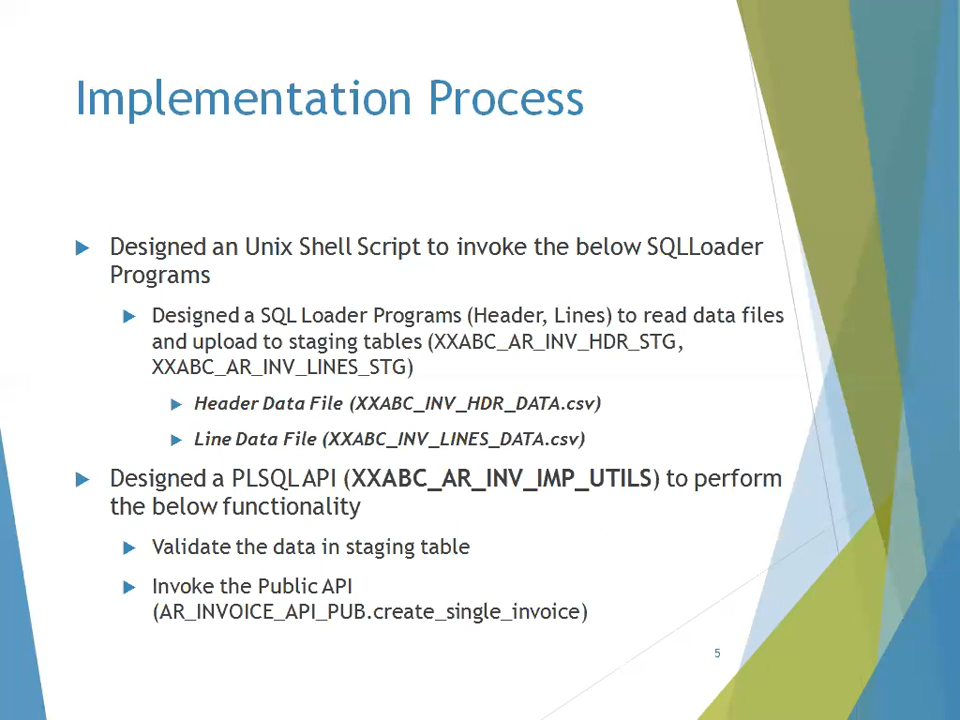 Implementation Process
Designed an Unix Shell Script to invoke the below SQLLoader
Programs
Designed a SQL Loader Programs (Header, Lines) to read data files
and upload to staging tables (XXABC_AR_INV_HDR_STG,
XXABC_AR_INV_LINES_STG)
Header Data File (XXABC_INV_HDR_DATA.csv)
Line Data File (XXABC_INV_LINES_DATA.csv)
Designed a PLSQL API (XXABC_AR_INV_IMP_UTILS) to perform
the below functionality
Validate the data in staging table
Invoke the Public API
(AR_INVOICE_API_PUB.create_single_invoice)
5